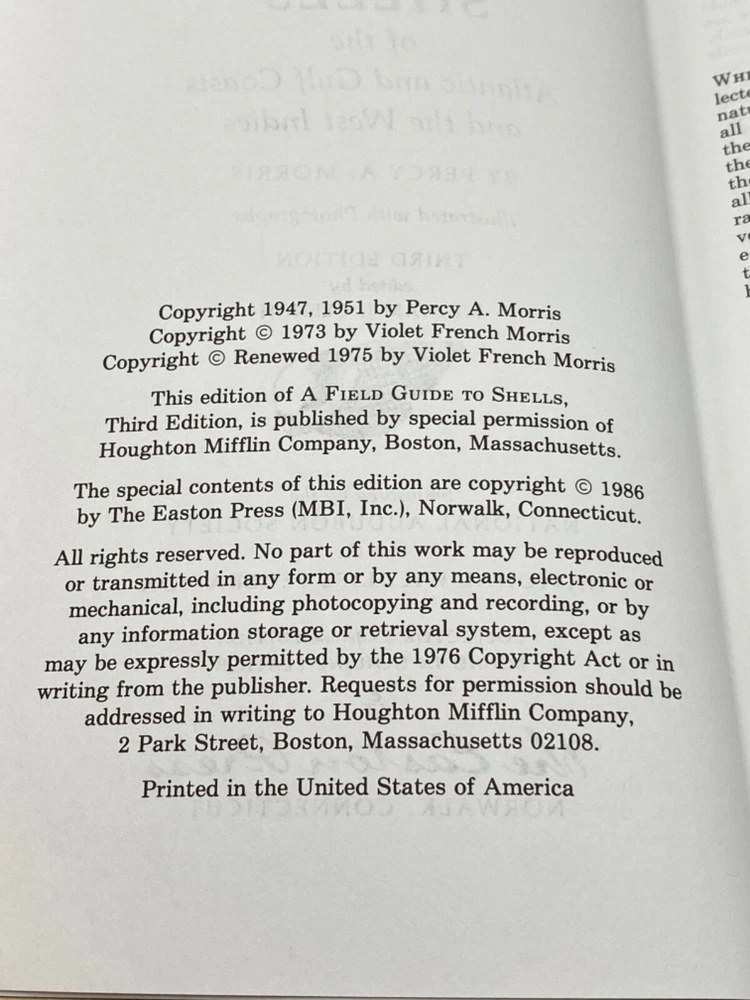 Copyright 1947, 1951 by Percy A. Morris
Copyright © 1973 by Violet French Morris
Copyright © Renewed 1975 by Violet French Morris
This edition of A FIELD GUIDE TO SHELLS,
Third Edition, is published by special permission of
Houghton Mifflin Company, Boston, Massachusetts.
The special contents of this edition are copyright © 1986
by The Easton Press (MBI, Inc.), Norwalk, Connecticut.
All rights reserved. No part of this work may be reproduced
or transmitted in any form or by any means, electronic or
mechanical, including photocopying and recording, or by
any information storage or retrieval system, except as
may be expressly permitted by the 1976 Copyright Act or in
writing from the publisher. Requests for permission should be
addressed in writing to Houghton Mifflin Company,
2 Park Street, Boston, Massachusetts 02108.
Printed in the United States of America